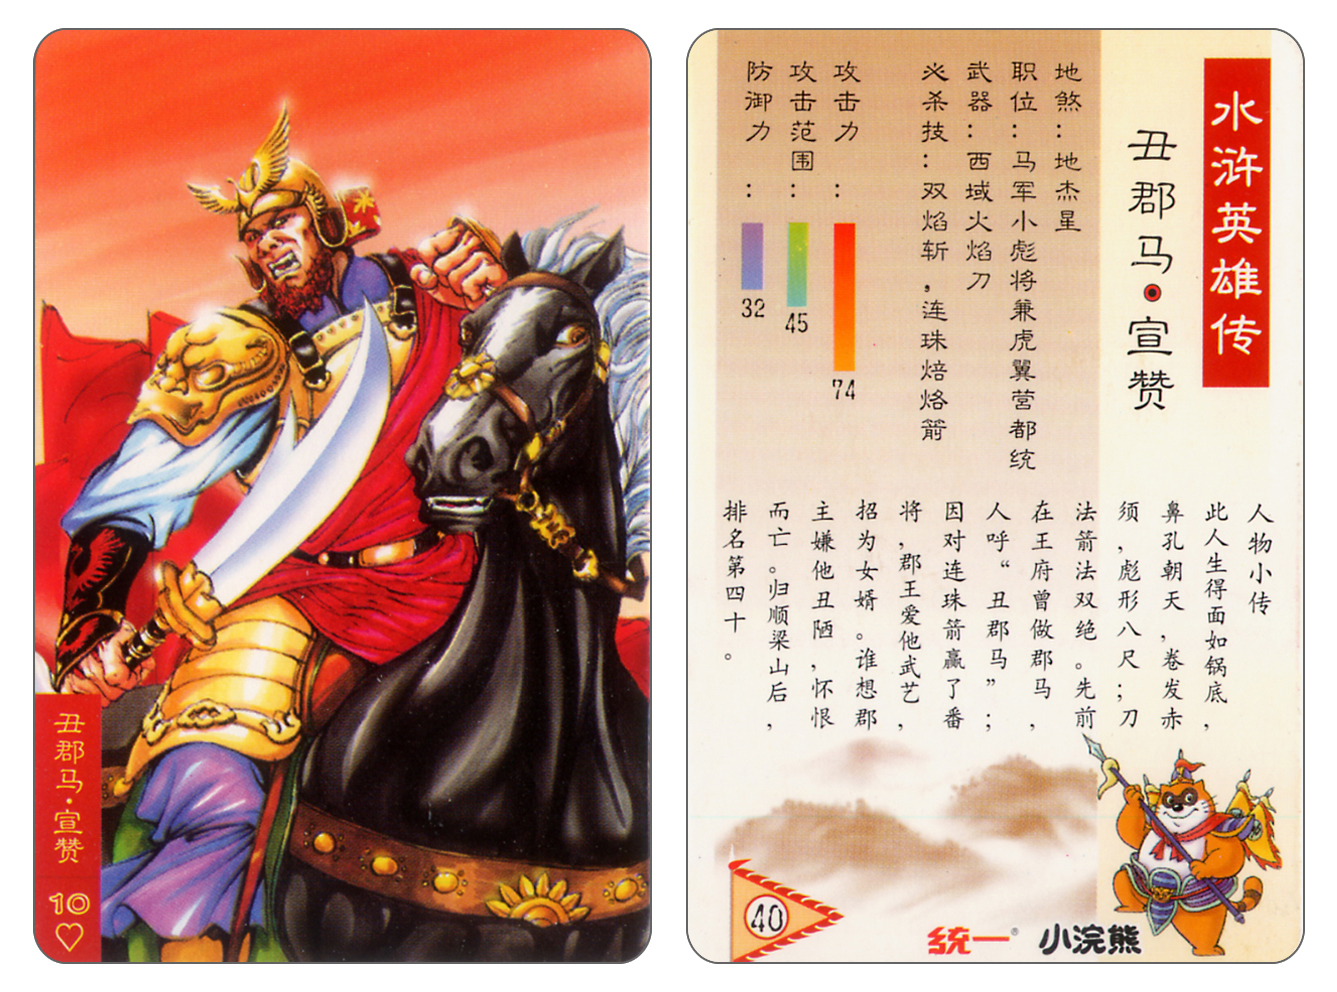 丑郡马·宣赞
10
水浒英雄传
丑郡马·宣赞
地煞：地杰星
职位：马军小彪将兼虎翼营都统
武器：西域火焰刀
必杀技：双焰斩，连珠焙烙箭
攻击力：
74
攻击范围：
45
防御力：
32
人物小传
此人生得面如锅底，
鼻孔朝天，卷发赤
须，彪形八尺；刀
法箭法双绝。先前
在王府曾做郡马，
人呼“丑郡马”；
因对连珠箭赢了番
将，郡王爱他武艺，
招为女婿。谁想郡
主嫌他丑陋，怀恨
而亡。归顺梁山后，
排名第四十。
40
統一®
小浣熊